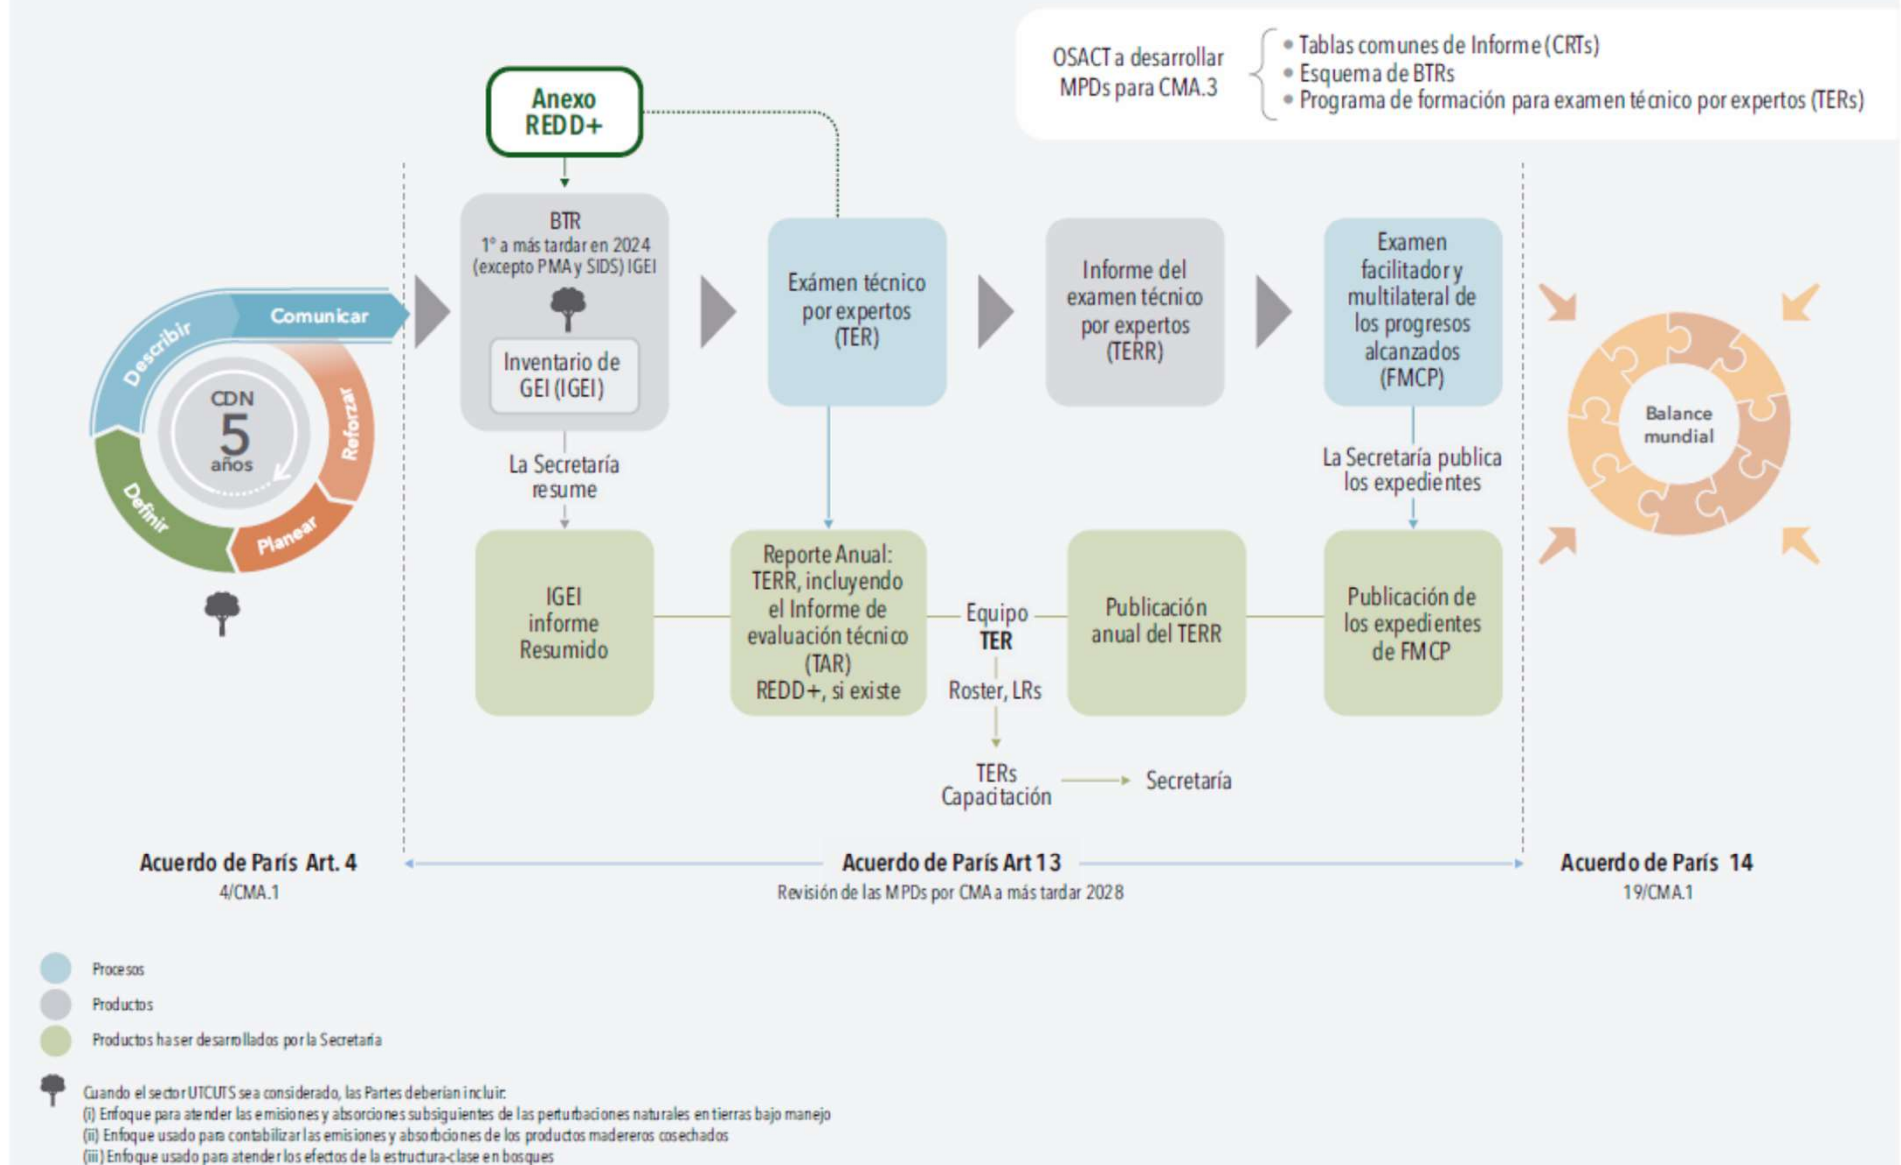 OSACT a desarrollar
MPDs para CMA.3
• Tablas comunes de Informe (CRTs)
• Esquema de BTRs
• Programa de formación para examen técnico por expertos (TERs)
Anexo
REDD+
BTR
1º a más tardar en 2024
(excepto PMA y SIDS) IGEI
Inventario de
GEI (IGEI)
Exámen técnico
por expertos
(TER)
Informe del
examen técnico
por expertos
(TERR)
Examen
facilitador y
multilateral de
los progresos
alcanzados
(FMCP)
Comunicar
Describir
Reforzar
Definir
Planear
CDN
5
años
Balance
mundial
La Secretaría
resume
La Secretaría publica
los expedientes
IGEI
informe
Resumido
Reporte Anual:
TERR, incluyendo
el Informe de
evaluación técnico
(TAR)
REDD+, si existe
Equipo
TER
Roster, LRs
TERs
Capacitación
Secretaría
Publicación
anual del TERR
Publicación de
los expedientes
de FMCP
Acuerdo de París Art. 4
4/CMA.1
Acuerdo de París Art 13
Revisión de las MPDs por CMA a más tardar 2028
Acuerdo de París 14
19/CMA.1
Procesos
Productos
Productos ha ser desarrollados por la Secretaría
Cuando el sector UTCUTS sea considerado, las Partes deberían incluir:
(i) Enfoque para atender las emisiones y absorciones subsiguientes de las perturbaciones naturales en tierras bajo manejo
(ii) Enfoque usado para contabilizar las emisiones y absorbciones de los productos madereros cosechados
(iii) Enfoque usado para atender los efectos de la estructura-clase en bosques